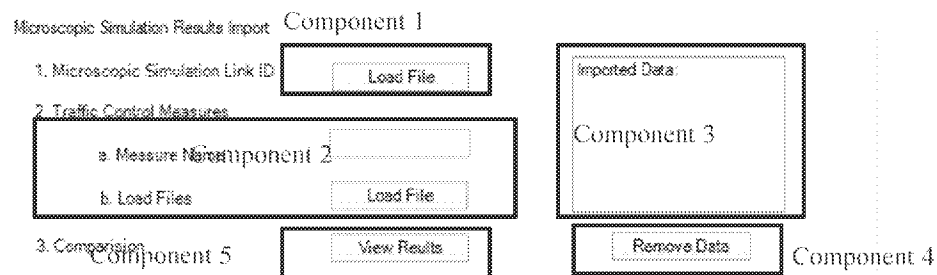 Microscopic Simulation Results Import
Component 1
1. Microscopic Simulation Link ID
Load File
Imported Data:
2. Traffic Control Measures
a. Measure Name
Component 2
Component 3
b. Load Files
Load File
3. Comparision
Component 5
View Reults
Remove Data
Component 4